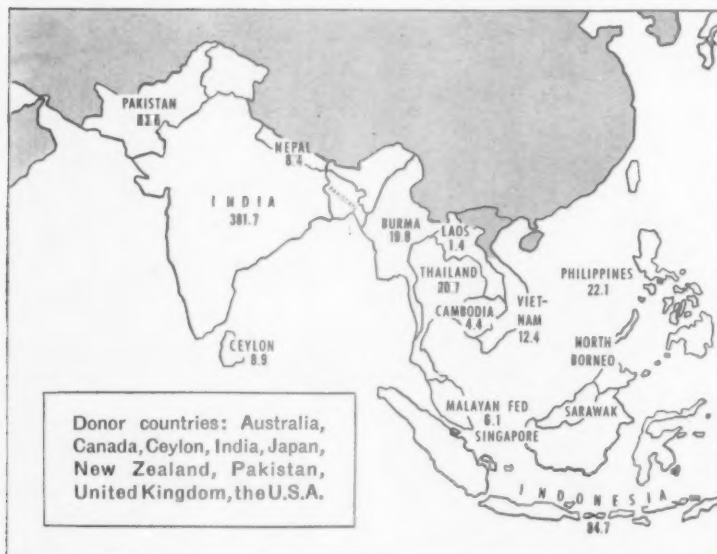 PAKISTAN
NEPAL
8.4
INDIA
381.7
BURMA
19.8
LAOS
1.4
THAILAND
20.7
CAMBODIA
4.4
VIET-
NAM
12.4
PHILIPPINES
22.1
CEYLON
8.9
NORTH
BORNEO
MALAYAN FED
6.1
SINGAPORE
SARAWAK
INDONESIA
84.7
Donor countries: Australia,
Canada, Ceylon, India, Japan,
New Zealand, Pakistan,
United Kingdom, the U.S.A.